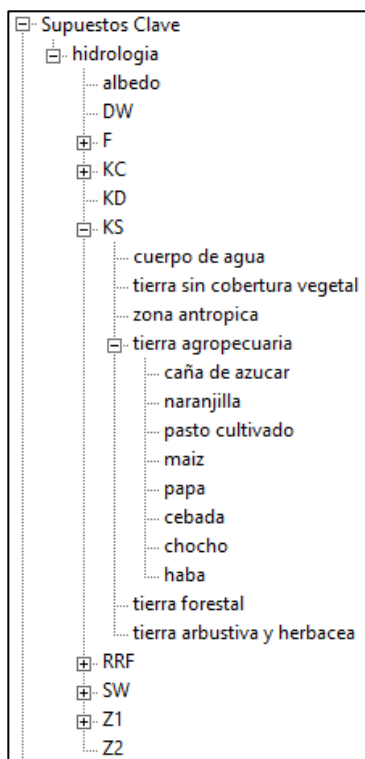 Supuestos Clave
hidrologia
albedo
DW
F
KC
KD
KS
cuerpo de agua
tierra sin cobertura vegetal
zona antropica
tierra agropecuaria
caña de azucar
naranjilla
pasto cultivado
maiz
papa
cebada
chocho
haba
tierra forestal
tierra arbustiva y herbacea
RRF
SW
Z1
Z2